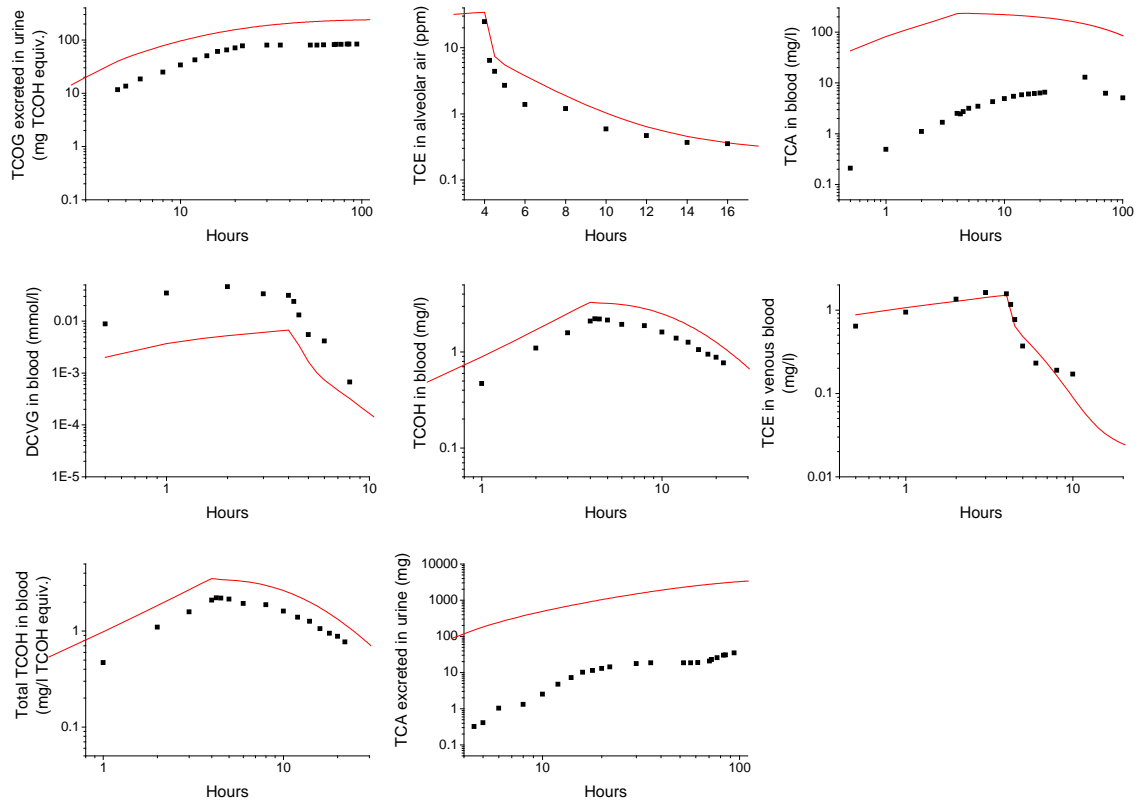 TCOG excreted in urine
(mg TCOH equiv.)
100
10
1
0.1
10
100
Hours
TCE in alveolar air (ppm)
10
1
0.1
4 6 8 10 12 14 16
Hours
TCA in blood (mg/l)
100
10
1
0.1
1
10
100
Hours
DCVG in blood (mmol/l)
0.01
1E-3
1E-4
1E-5
1
10
Hours
TCOH in blood (mg/l)
1
0.1
1
10
Hours
TCE in venous blood
(mg/l)
1
0.1
0.01
1
10
Hours
Total TCOH in blood
(mg/l TCOH equiv.)
1
0.1
1
10
Hours
TCA excreted in urine (mg)
10000
1000
100
10
1
0.1
10
100
Hours